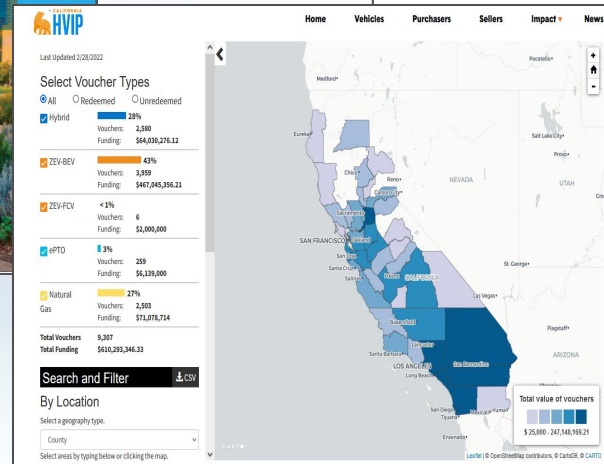 CALIFORNIA
HVIP
Home Vehicles Purchasers Sellers Impact ▾ News
Last Updated 2/28/2022
Select Voucher Types
All Redeemed Unredeemed
Hybrid 28%
Vouchers: 2,580
Funding: $64,030,276.12
ZEV-BEV 43%
Vouchers: 3,959
Funding: $467,045,356.21
ZEV-FCV < 1%
Vouchers: 6
Funding: $2,000,000
ePTO 3%
Vouchers: 259
Funding: $6,139,000
Natural Gas 27%
Vouchers: 2,503
Funding: $71,078,714
Total Vouchers 9,307
Total Funding $610,293,346.33
Search and Filter CSV
By Location
Select a geography type.
County
Select areas by typing below or clicking the map.
Pocatello
Medford
Eureka
Salt Lake City
Provo
Chico
Reno
Carson City
NEVADA
UTAH
Sacramento
SAN FRANCISCO
Oakland
San Jose
Santa Cruz
Salinas
Fresno
CALIFORNIA
St. George
Las Vegas
Bakersfield
Flagstaff
Lancaster
Santa Barbara
ARIZONA
LOS ANGELES
San Bernardino
Long Beach
San Diego
Tijuana
Mexicali
Yuma
Ensenada
+
-
Total value of vouchers
$ 25,000 - 247,140,169.21
CARTO
Leaflet | © OpenStreetMap contributors, © CartoDB, © CARTO